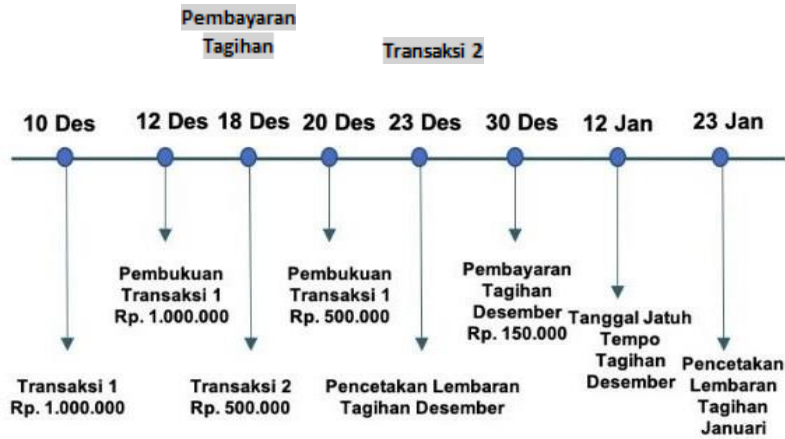 Pembayaran
Tagihan
Transaksi 2
10 Des
12 Des
18 Des
20 Des
23 Des
30 Des
12 Jan
23 Jan
Pembukuan
Transaksi 1
Rp. 1.000.000
Pembukuan
Transaksi 1
Rp. 500.000
Pembayaran
Tagihan
Desember
Rp. 150.000
Tanggal Jatuh
Tempo
Tagihan
Desember
Transaksi 1
Rp. 1.000.000
Transaksi 2
Rp. 500.000
Pencetakan Lembaran
Tagihan Desember
Pencetakan
Lembaran
Tagihan
Januari